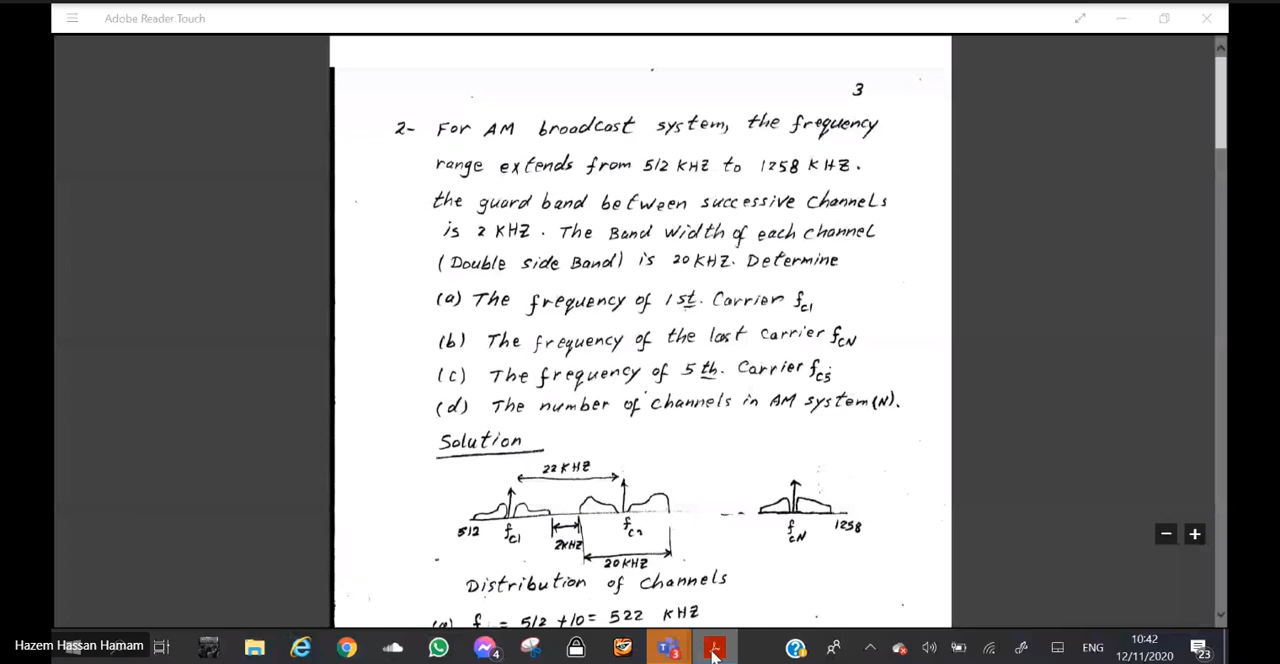 Adobe Reader Touch
3
2- For AM broadcast system, the frequency
range extends from 512 KHZ to 1258 KHZ.
the guard band between successive channels
is 2 KHZ. The Band width of each channel
(Double side Band) is 20 KHZ. Determine
(a) The frequency of 1st. Carrier fc1
(b) The frequency of the last carrier fcN
(c) The frequency of 5th. Carrier fc5
(d) The number of channels in AM system (N).
Solution
22 KHZ
512 fc1 2KHZ fc2 fcN 1258
20 KHZ
Distribution of channels
= 512 +10 = 522 KHZ
Hazem Hassan Hamam
4
3
ENG
10:42
12/11/2020
23